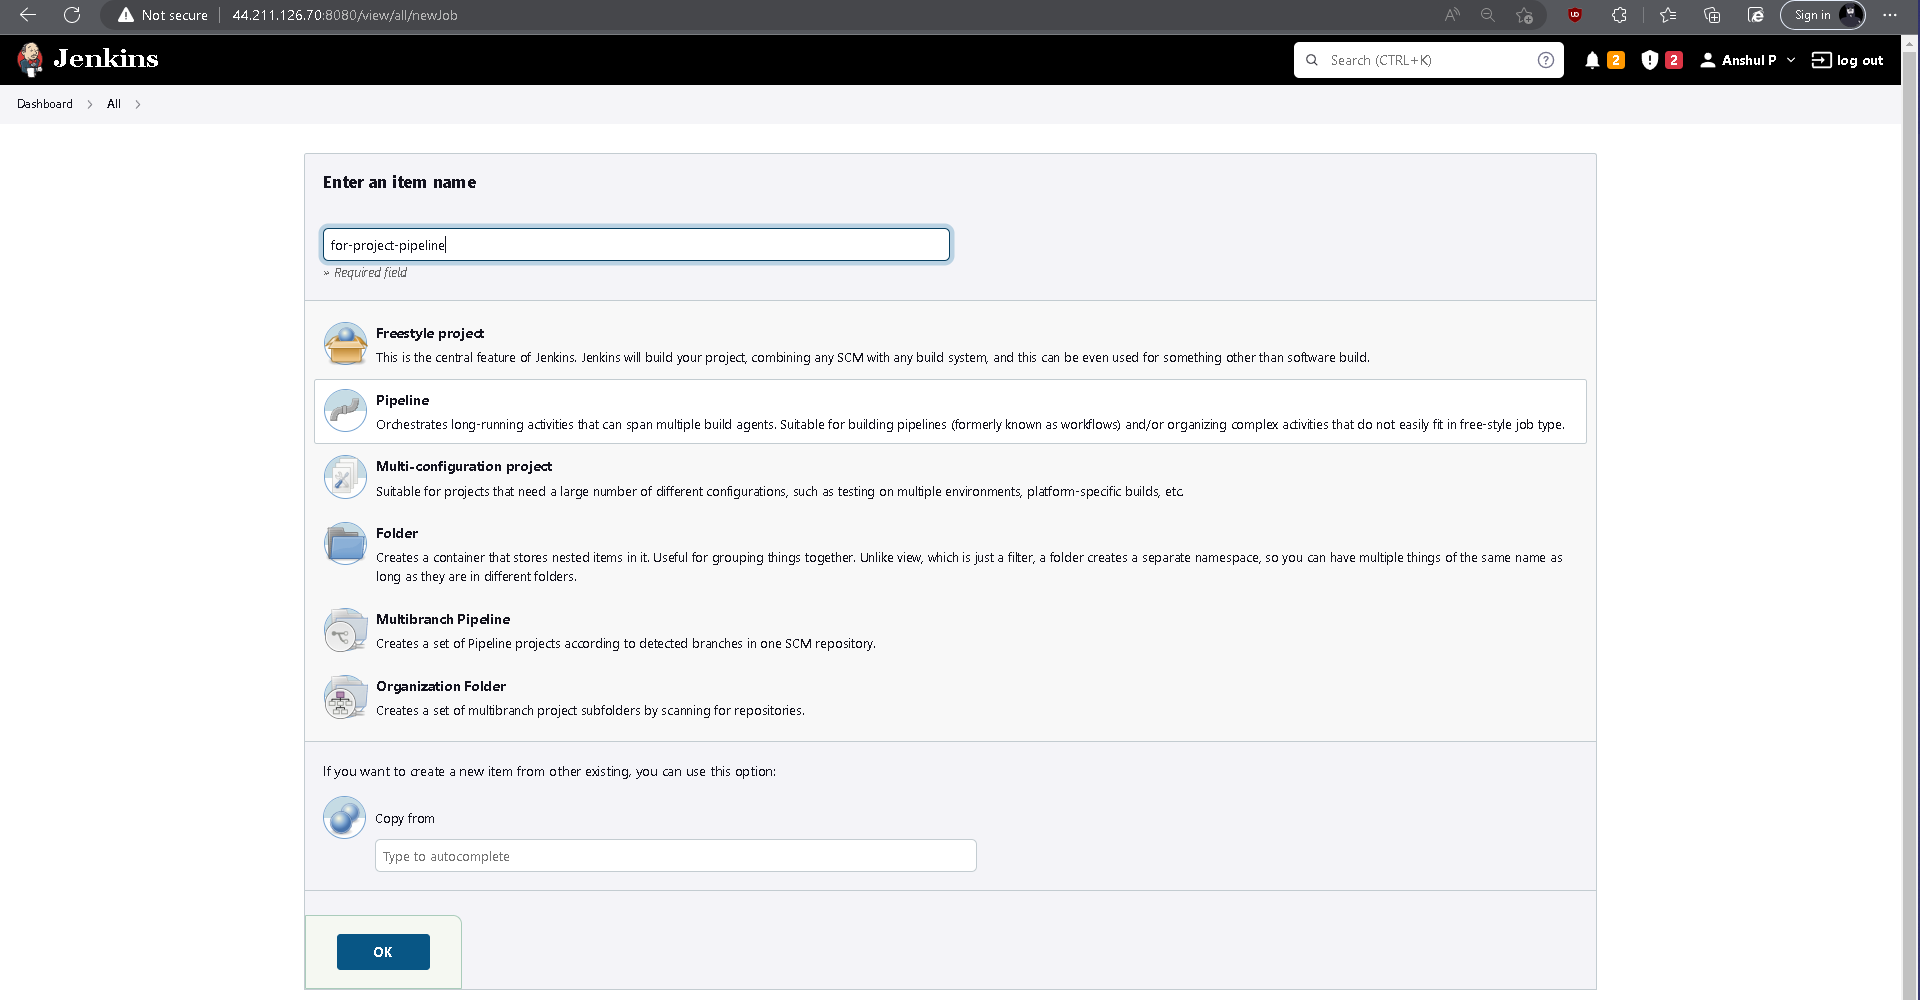 Not secure 44.211.126.70:8080/view/all/newJob
Sign in
Jenkins
Search (CTRL+K)
2
2
Anshul P
log out
Dashboard All
Enter an item name
for-project-pipeline
» Required field
Freestyle project
This is the central feature of Jenkins. Jenkins will build your project, combining any SCM with any build system, and this can be even used for something other than software build.
Pipeline
Orchestrates long-running activities that can span multiple build agents. Suitable for building pipelines (formerly known as workflows) and/or organizing complex activities that do not easily fit in free-style job type.
Multi-configuration project
Suitable for projects that need a large number of different configurations, such as testing on multiple environments, platform-specific builds, etc.
Folder
Creates a container that stores nested items in it. Useful for grouping things together. Unlike view, which is just a filter, a folder creates a separate namespace, so you can have multiple things of the same name as
long as they are in different folders.
Multibranch Pipeline
Creates a set of Pipeline projects according to detected branches in one SCM repository.
Organization Folder
Creates a set of multibranch project subfolders by scanning for repositories.
If you want to create a new item from other existing, you can use this option:
Copy from
Type to autocomplete
OK